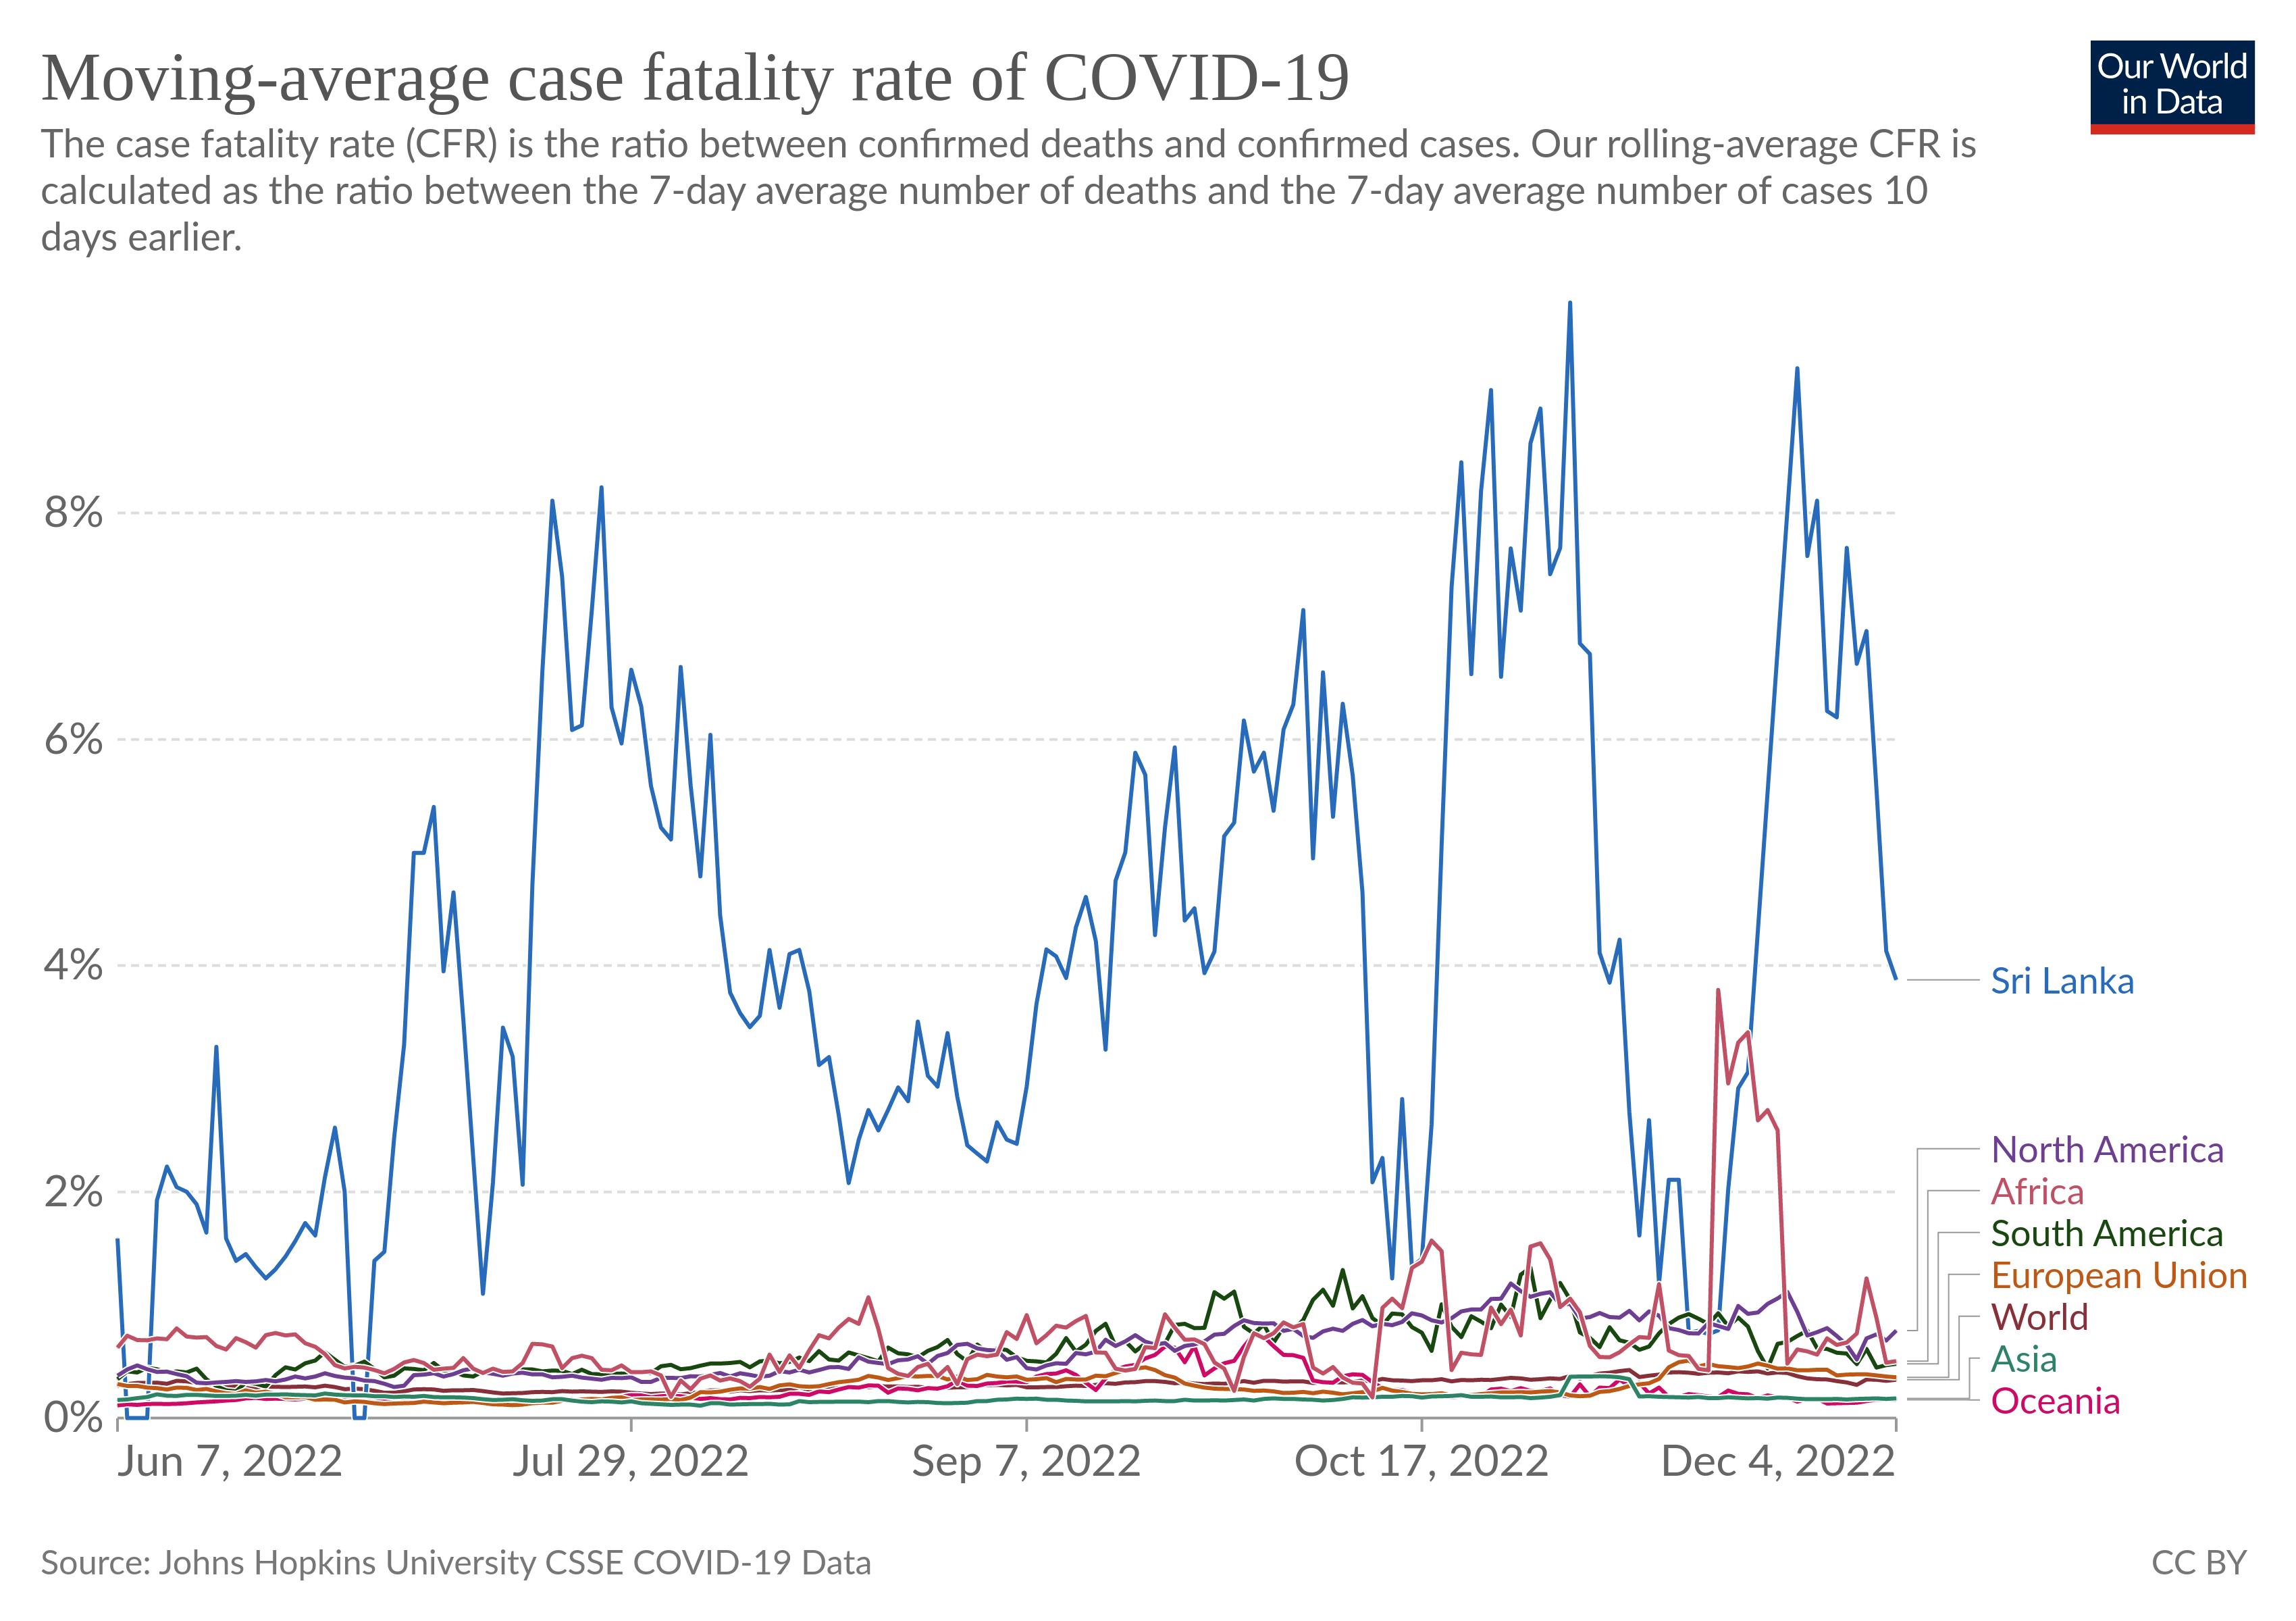 Moving-average case fatality rate of COVID-19
Our World
in Data
The case fatality rate (CFR) is the ratio between confirmed deaths and confirmed cases. Our rolling-average CFR is
calculated as the ratio between the 7-day average number of deaths and the 7-day average number of cases 10
days earlier.
8%
6%
4%
2%
0%
Sri Lanka
North America
Africa
South America
European Union
World
Asia
Oceania
Jun 7, 2022
Jul 29, 2022
Sep 7, 2022
Oct 17, 2022
Dec 4, 2022
Source: Johns Hopkins University CSSE COVID-19 Data
CC BY